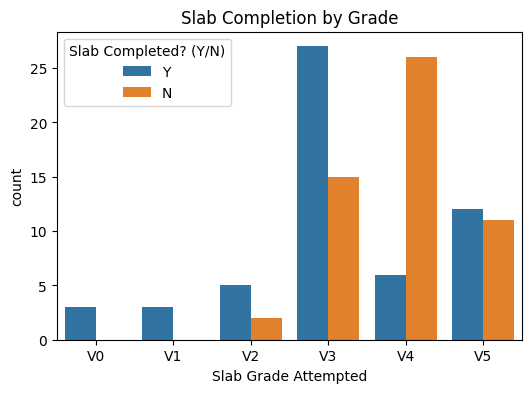 Slab Completion by Grade
Slab Completed? (Y/N)
Y
N
25
20
15
10
5
0
count
V0 V1 V2 V3 V4 V5
Slab Grade Attempted